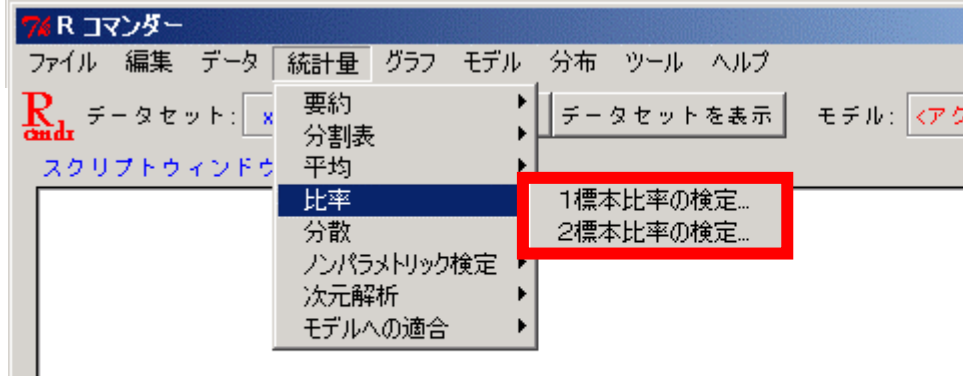 R コマンダー
ファイル 編集 データ 統計量 グラフ モデル 分布 ツール ヘルプ
R cmdr データセット: x データセットを表示 モデル: <アク
スクリプトウィンドウ
要約
分割表
平均
比率
分散
ノンパラメトリック検定
次元解析
モデルへの適合
1標本比率の検定...
2標本比率の検定...